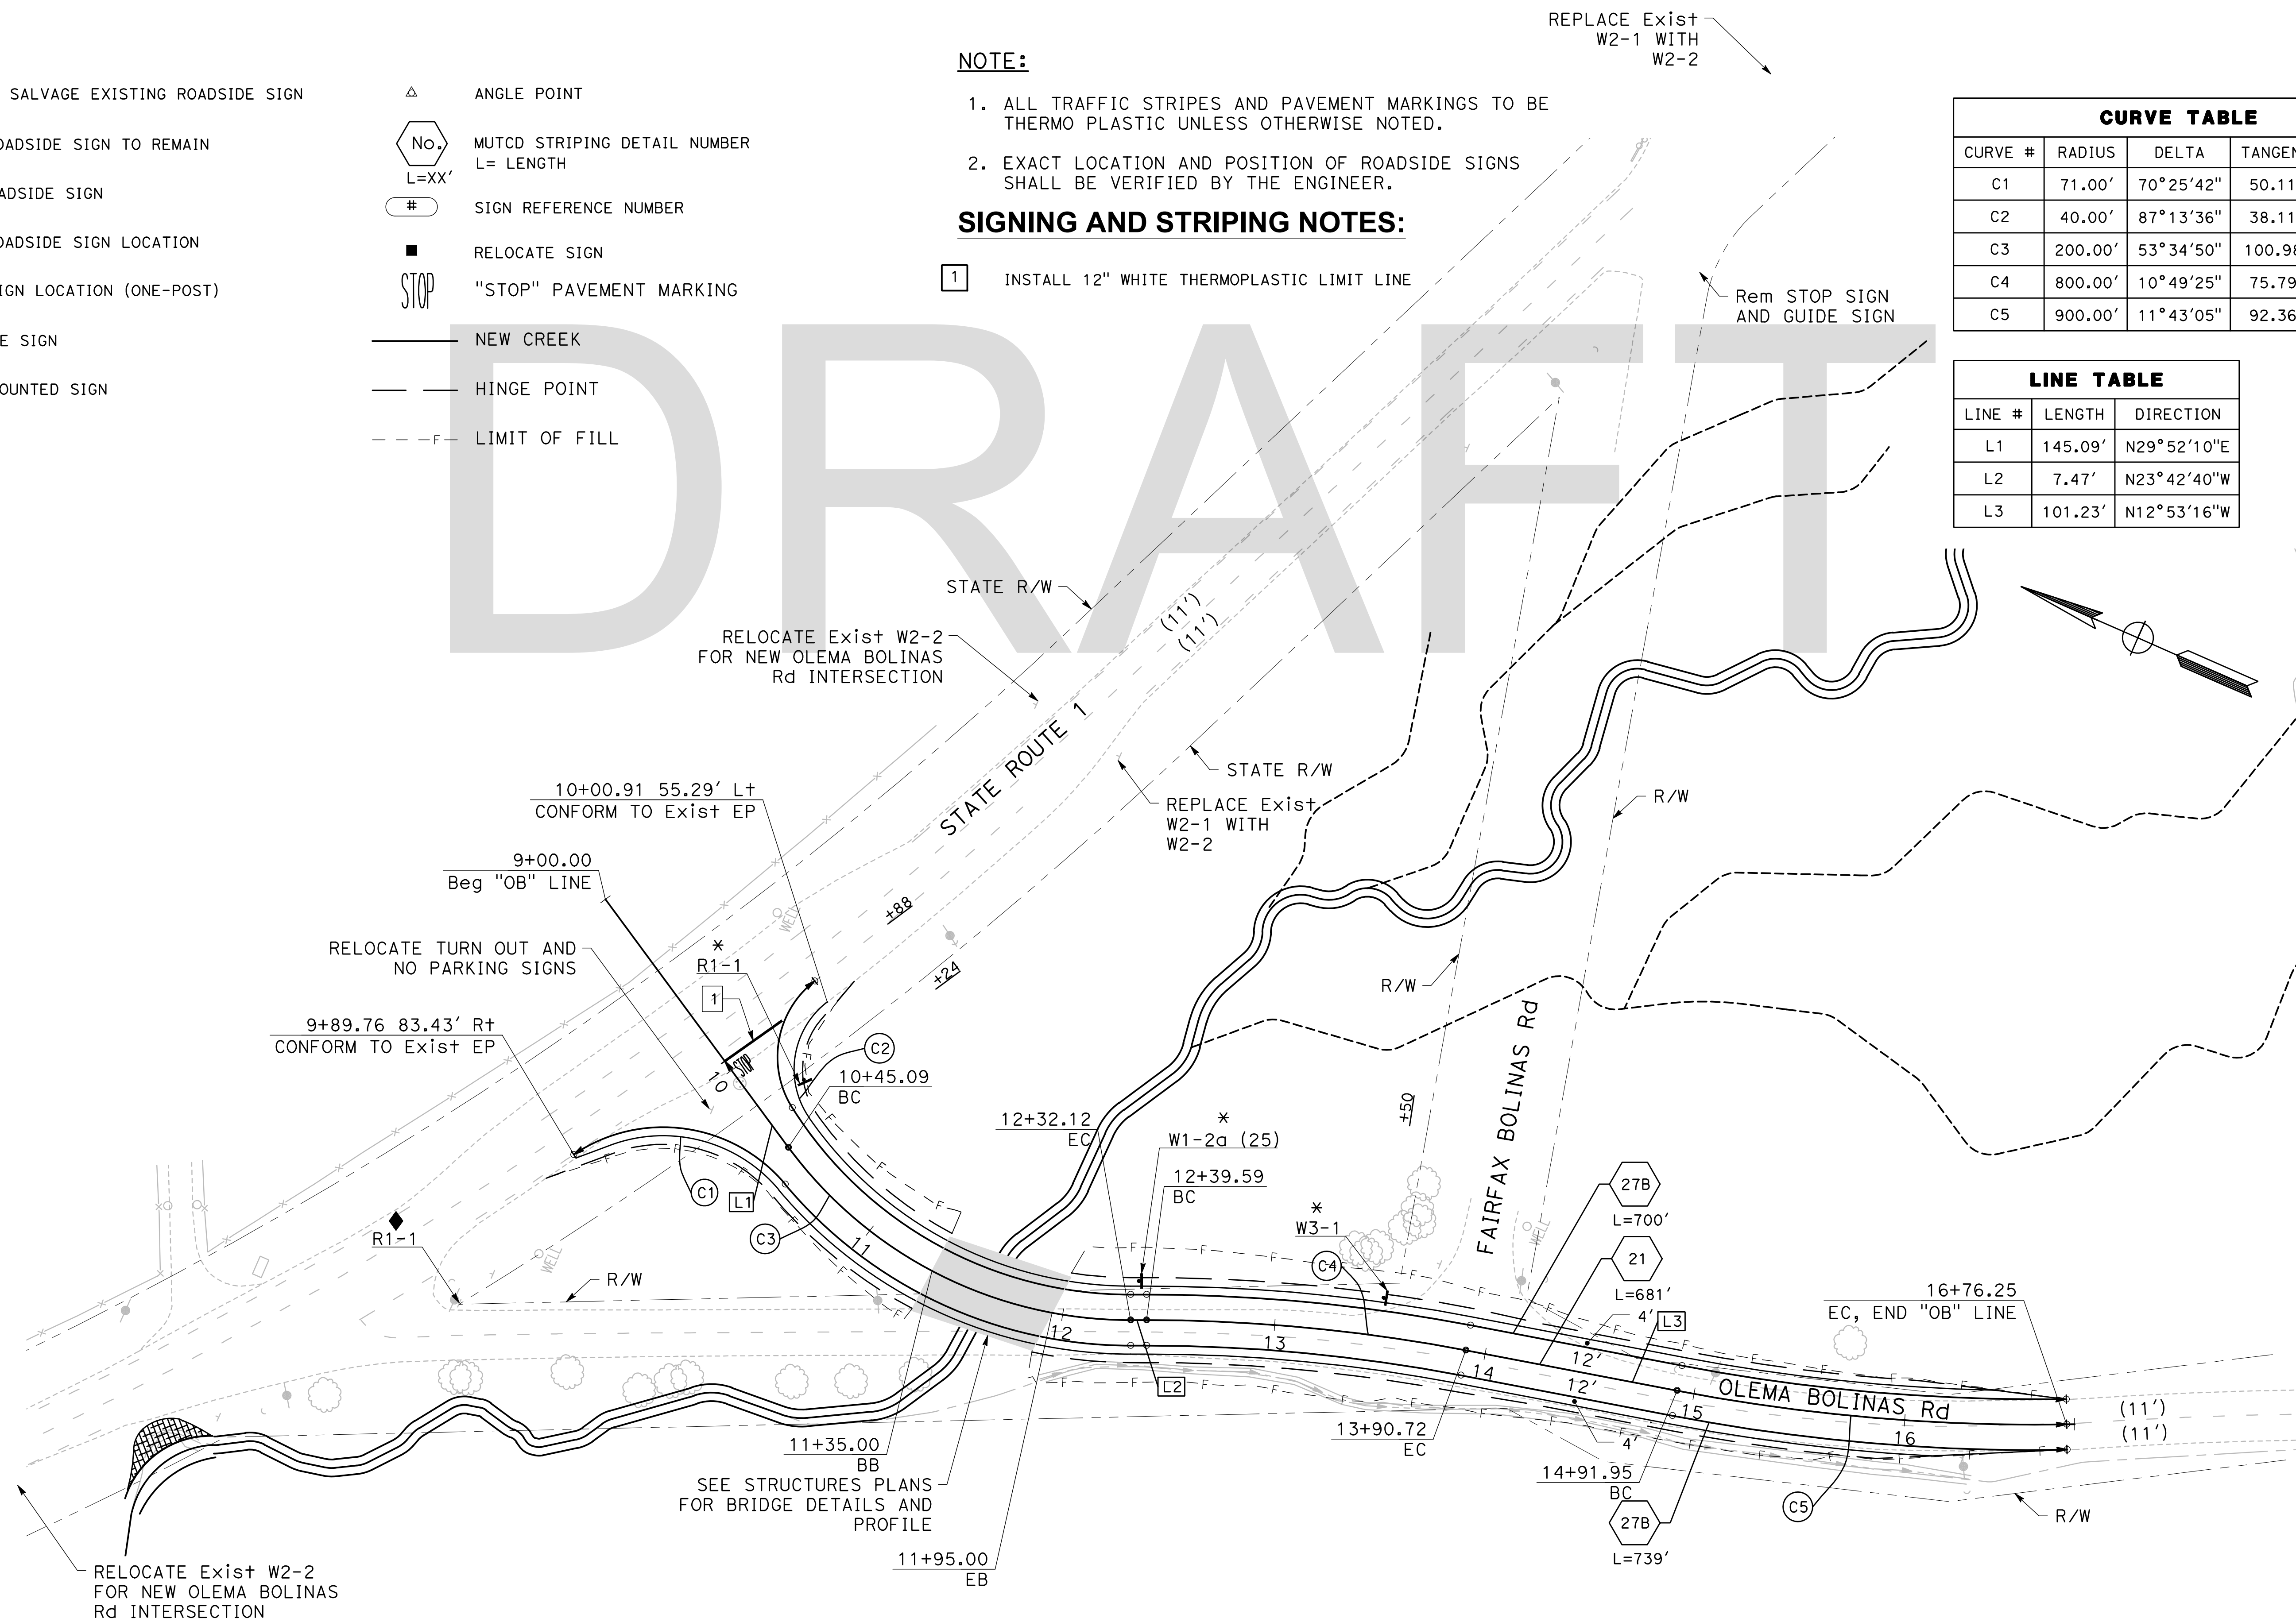 SALVAGE EXISTING ROADSIDE SIGN
OADSIDE SIGN TO REMAIN
ADSIDE SIGN
OADSIDE SIGN LOCATION
IGN LOCATION (ONE-POST)
E SIGN
OUNTED SIGN
ANGLE POINT
No.
L=XX'
MUTCD STRIPING DETAIL NUMBER
L= LENGTH
#
SIGN REFERENCE NUMBER
RELOCATE SIGN
STOP
"STOP" PAVEMENT MARKING
NEW CREEK
HINGE POINT
F
LIMIT OF FILL
NOTE:
1. ALL TRAFFIC STRIPES AND PAVEMENT MARKINGS TO BE
THERMO PLASTIC UNLESS OTHERWISE NOTED.
2. EXACT LOCATION AND POSITION OF ROADSIDE SIGNS
SHALL BE VERIFIED BY THE ENGINEER.
SIGNING AND STRIPING NOTES:
1 INSTALL 12" WHITE THERMOPLASTIC LIMIT LINE
REPLACE Exist
W2-1 WITH
W2-2
CURVE TABLE
CURVE # RADIUS DELTA TANGEN
C1 71.00' 70°25'42" 50.11
C2 40.00' 87°13'36" 38.11
C3 200.00' 53°34'50" 100.98
C4 800.00' 10°49'25" 75.79
C5 900.00' 11°43'05" 92.36
LINE TABLE
LINE # LENGTH DIRECTION
L1 145.09' N29°52'10"E
L2 7.47' N23°42'40"W
L3 101.23' N12°53'16"W
DRAFT
Rem STOP SIGN
AND GUIDE SIGN
STATE R/W
(11')
(11')
RELOCATE Exist W2-2
FOR NEW OLEMA BOLINAS
Rd INTERSECTION
STATE ROUTE 1
STATE R/W
REPLACE Exist
W2-1 WITH
W2-2
R/W
10+00.91 55.29' Lt
CONFORM TO Exist EP
9+00.00
Beg "OB" LINE
WELL
+88
+24
RELOCATE TURN OUT AND
NO PARKING SIGNS
*
R1-1
1
9+89.76 83.43' Rt
CONFORM TO Exist EP
STOP
10
C2
10+45.09
BC
R/W
FAIRFAX BOLINAS Rd
+50
12+32.12
EC
*
W1-2a (25)
12+39.59
BC
C1
L1
C3
11
R1-1
WELL
R/W
*
W3-1
C4
WELL
27B
L=700'
21
L=681'
4'
L3
16+76.25
EC, END "OB" LINE
12
13
14
12'
12'
15
OLEMA BOLINAS Rd
16
(11')
(11')
L2
13+90.72
EC
4'
14+91.95
BC
27B
L=739'
C5
R/W
11+35.00
BB
SEE STRUCTURES PLANS
FOR BRIDGE DETAILS AND
PROFILE
11+95.00
EB
RELOCATE Exist W2-2
FOR NEW OLEMA BOLINAS
Rd INTERSECTION